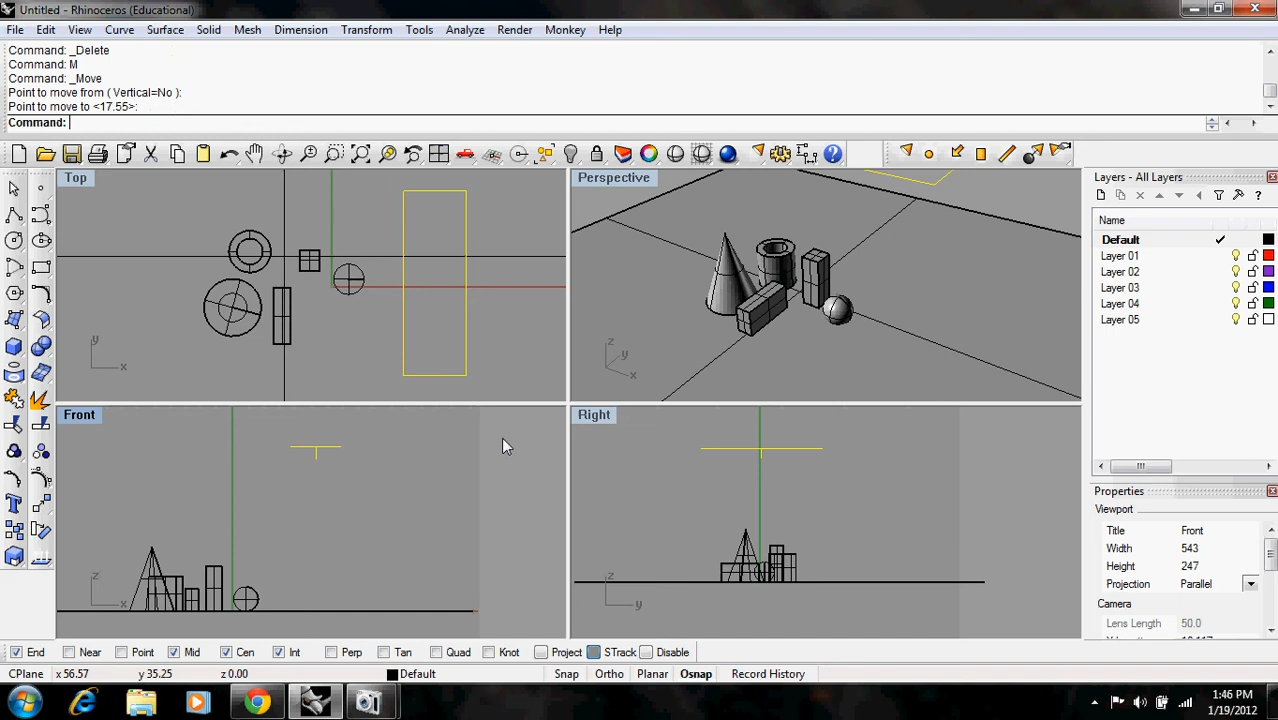 Untitled - Rhinoceros (Educational)
File Edit View Curve Surface Solid Mesh Dimension Transform Tools Analyze Render Monkey Help
Command: _Delete
Command: M
Command: _Move
Point to move from ( Vertical=No ):
Point to move to <17.55>:
Command:
Top
Perspective
Layers - All Layers
Name
Default
Layer 01
Layer 02
Layer 03
Layer 04
Layer 05
y
x
z
y
x
Front
Right
z
x
z
y
Properties
Viewport
Title Front
Width 543
Height 247
Projection Parallel
Camera
Lens Length 50.0
End Near Point Mid Cen Int Perp Tan Quad Knot Project STrack Disable
CPlane x 56.57 y 35.25 z 0.00 Default Snap Ortho Planar Osnap Record History
1:46 PM
1/19/2012